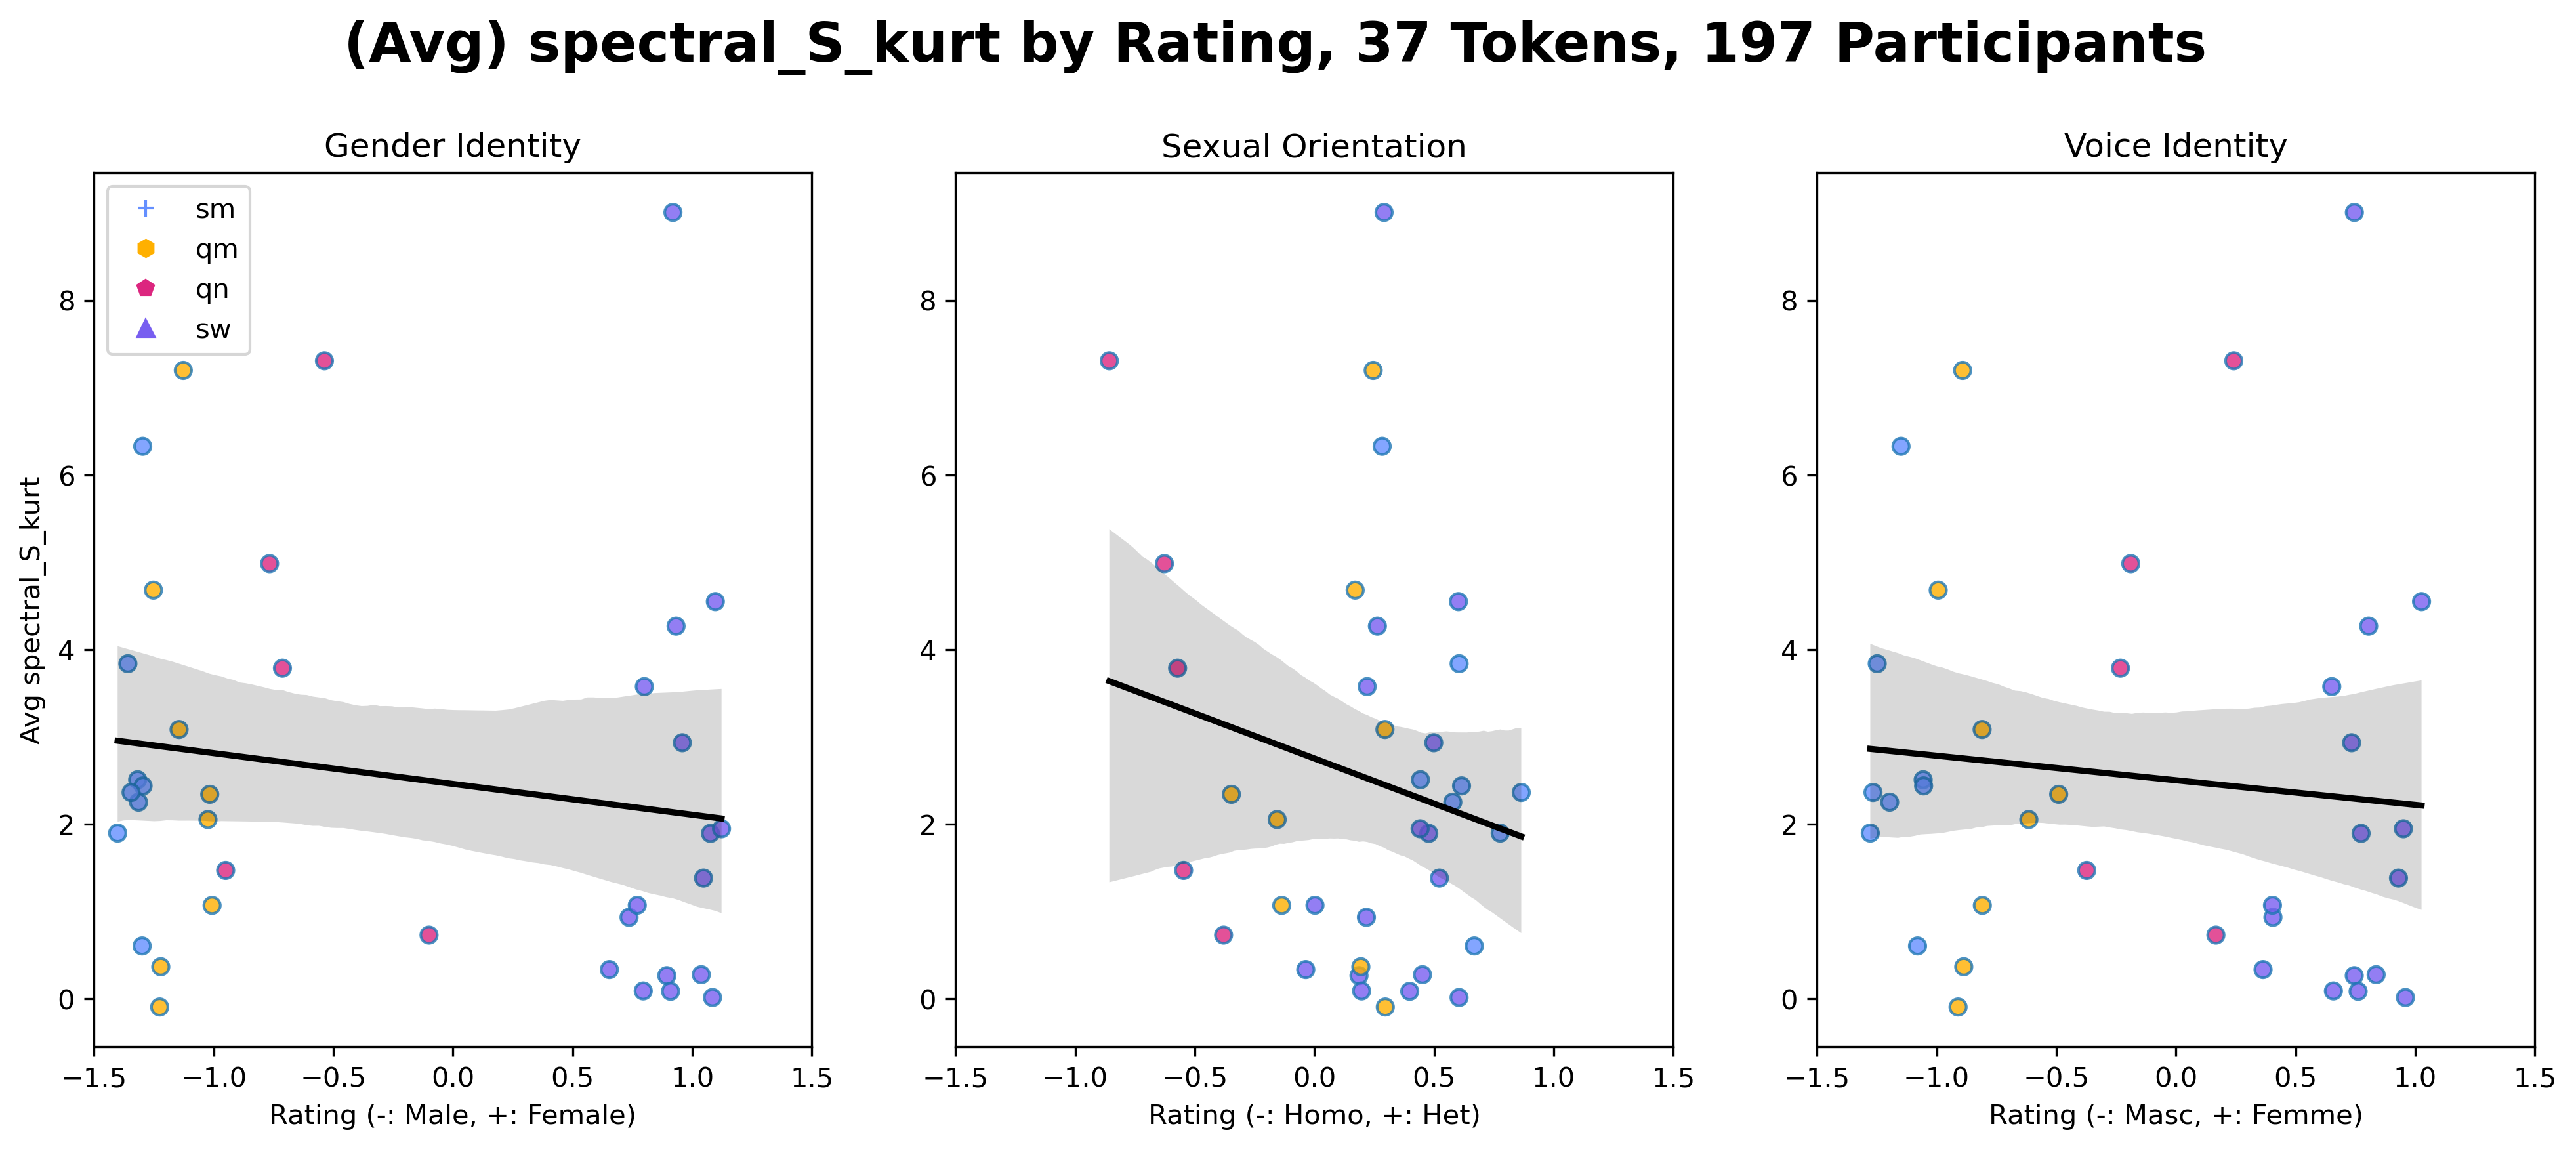 (Avg) spectral_S_kurt by Rating, 37 Tokens, 197 Participants
Gender Identity
sm
qm
qn
sw
Avg spectral_S_kurt
8
6
4
2
0
−1.5 −1.0 −0.5 0.0 0.5 1.0 1.5
Rating (-: Male, +: Female)
Sexual Orientation
8
6
4
2
0
−1.5 −1.0 −0.5 0.0 0.5 1.0 1.5
Rating (-: Homo, +: Het)
Voice Identity
8
6
4
2
0
−1.5 −1.0 −0.5 0.0 0.5 1.0 1.5
Rating (-: Masc, +: Femme)